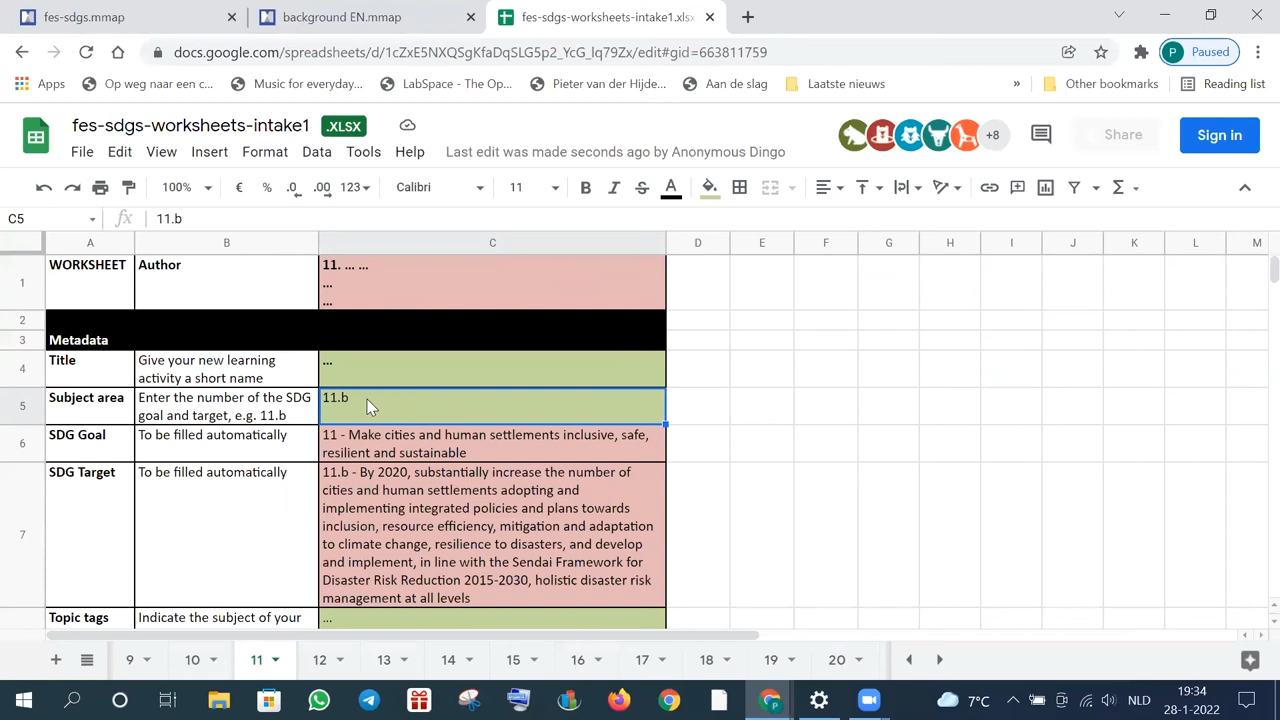 fes-sdgs.mmap
background EN.mmap
fes-sdgs-worksheets-intake1.xlsx
docs.google.com/spreadsheets/d/1cZxE5NXQSgKfaDqSLG5p2_YcG_lq79Zx/edit#gid=663811759
Paused
Apps
Op weg naar een c...
Music for everyday...
LabSpace - The Op...
Pieter van der Hijde...
Aan de slag
Laatste nieuws
»
Other bookmarks
Reading list
fes-sdgs-worksheets-intake1
.XLSX
+8
Share
Sign in
File
Edit
View
Insert
Format
Data
Tools
Help
Last edit was made seconds ago by Anonymous Dingo
100%
€
%
.0
.00
123
Calibri
11
B
I
S
A
Σ
C5
fx
11.b
A
B
C
D
E
F
G
H
I
J
K
L
M
1
WORKSHEET
Author
11. ... ...
...
...
2
3
Metadata
4
Title
Give your new learning
activity a short name
...
5
Subject area
Enter the number of the SDG
goal and target, e.g. 11.b
11.b
6
SDG Goal
To be filled automatically
11 - Make cities and human settlements inclusive, safe,
resilient and sustainable
7
SDG Target
To be filled automatically
11.b - By 2020, substantially increase the number of
cities and human settlements adopting and
implementing integrated policies and plans towards
inclusion, resource efficiency, mitigation and adaptation
to climate change, resilience to disasters, and develop
and implement, in line with the Sendai Framework for
Disaster Risk Reduction 2015-2030, holistic disaster risk
management at all levels
Topic tags
Indicate the subject of your
...
9
10
11
12
13
14
15
16
17
18
19
20
7°C
NLD
19:34
28-1-2022